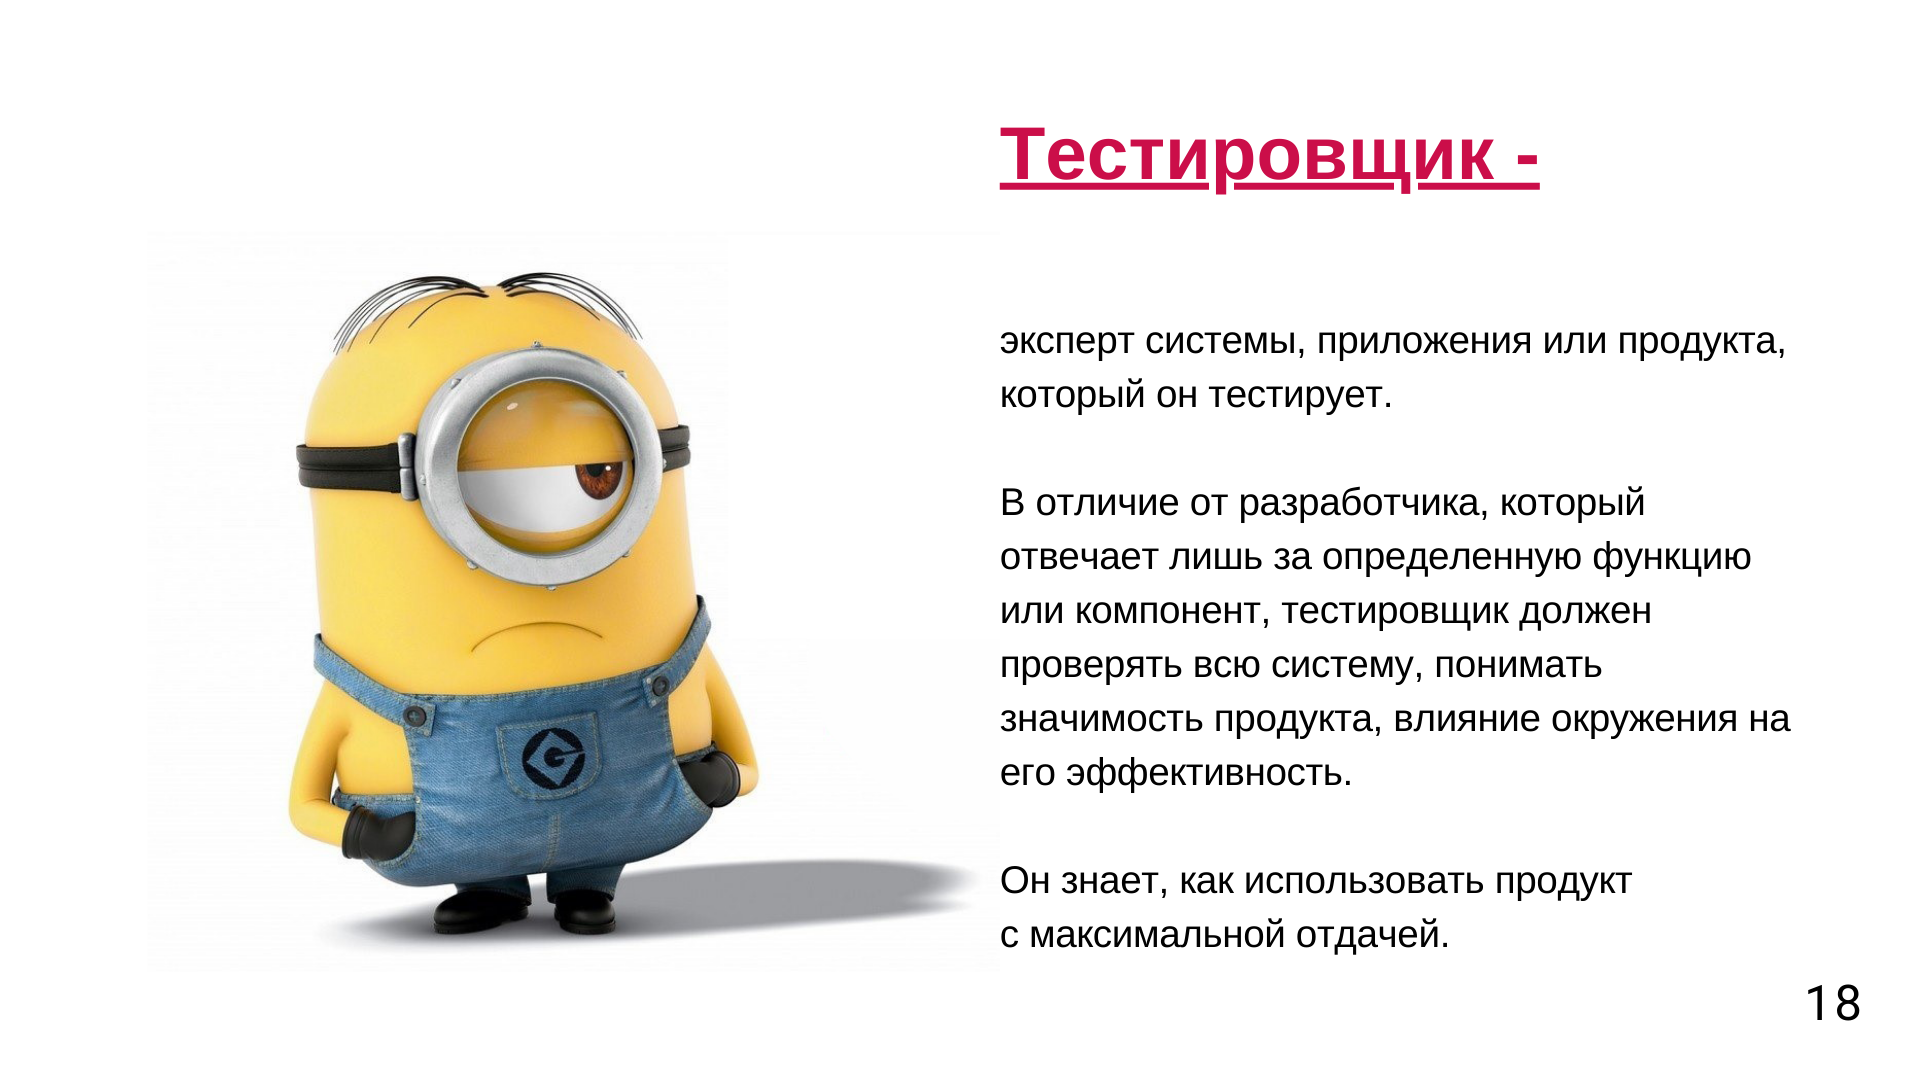 Тестировщик -
эксперт системы, приложения или продукта,
который он тестирует.
В отличие от разработчика, который
отвечает лишь за определенную функцию
или компонент, тестировщик должен
проверять всю систему, понимать
значимость продукта, влияние окружения на
его эффективность.
Он знает, как использовать продукт
с максимальной отдачей.
18